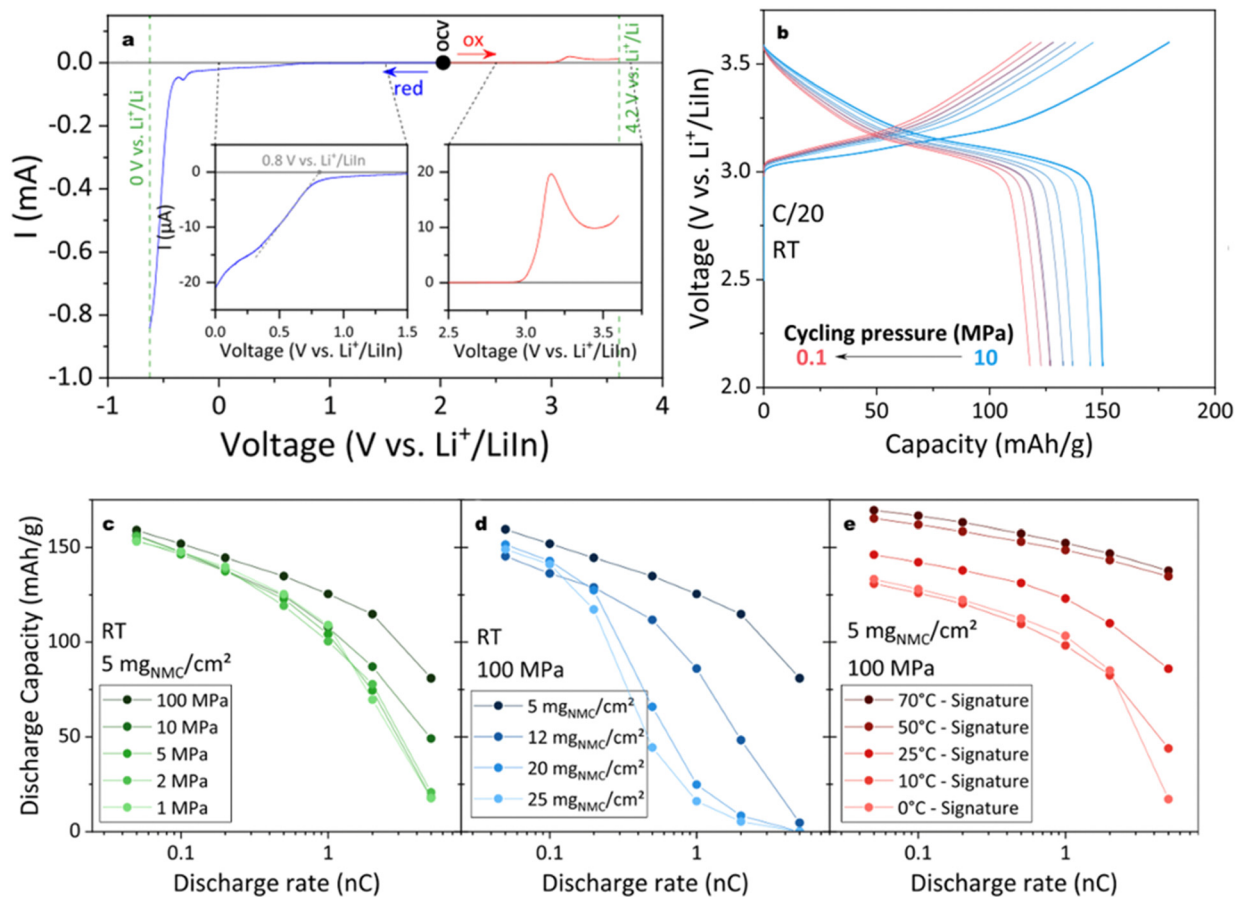 a
OCV
ox
red
0 V vs. Li⁺/Li
4.2 V vs. Li⁺/Li
0.0
-0.2
-0.4
-0.6
-0.8
-1.0
I (mA)
-1
0
1
2
3
4
Voltage (V vs. Li⁺/LiIn)
0.8 V vs. Li⁺/LiIn
0
-10
-20
I (µA)
0.0
0.5
1.0
1.5
Voltage (V vs. Li⁺/LiIn)
20
10
0
2.5
3.0
3.5
Voltage (V vs. Li⁺/LiIn)
b
3.5
3.0
2.5
2.0
Voltage (V vs. Li⁺/LiIn)
C/20
RT
Cycling pressure (MPa)
0.1
10
0
50
100
150
200
Capacity (mAh/g)
c
150
100
50
0
Discharge Capacity (mAh/g)
RT
5 mgNMC/cm²
100 MPa
10 MPa
5 MPa
2 MPa
1 MPa
0.1
1
Discharge rate (nC)
d
RT
100 MPa
5 mgNMC/cm²
12 mgNMC/cm²
20 mgNMC/cm²
25 mgNMC/cm²
0.1
1
Discharge rate (nC)
e
5 mgNMC/cm²
100 MPa
70°C - Signature
50°C - Signature
25°C - Signature
10°C - Signature
0°C - Signature
0.1
1
Discharge rate (nC)